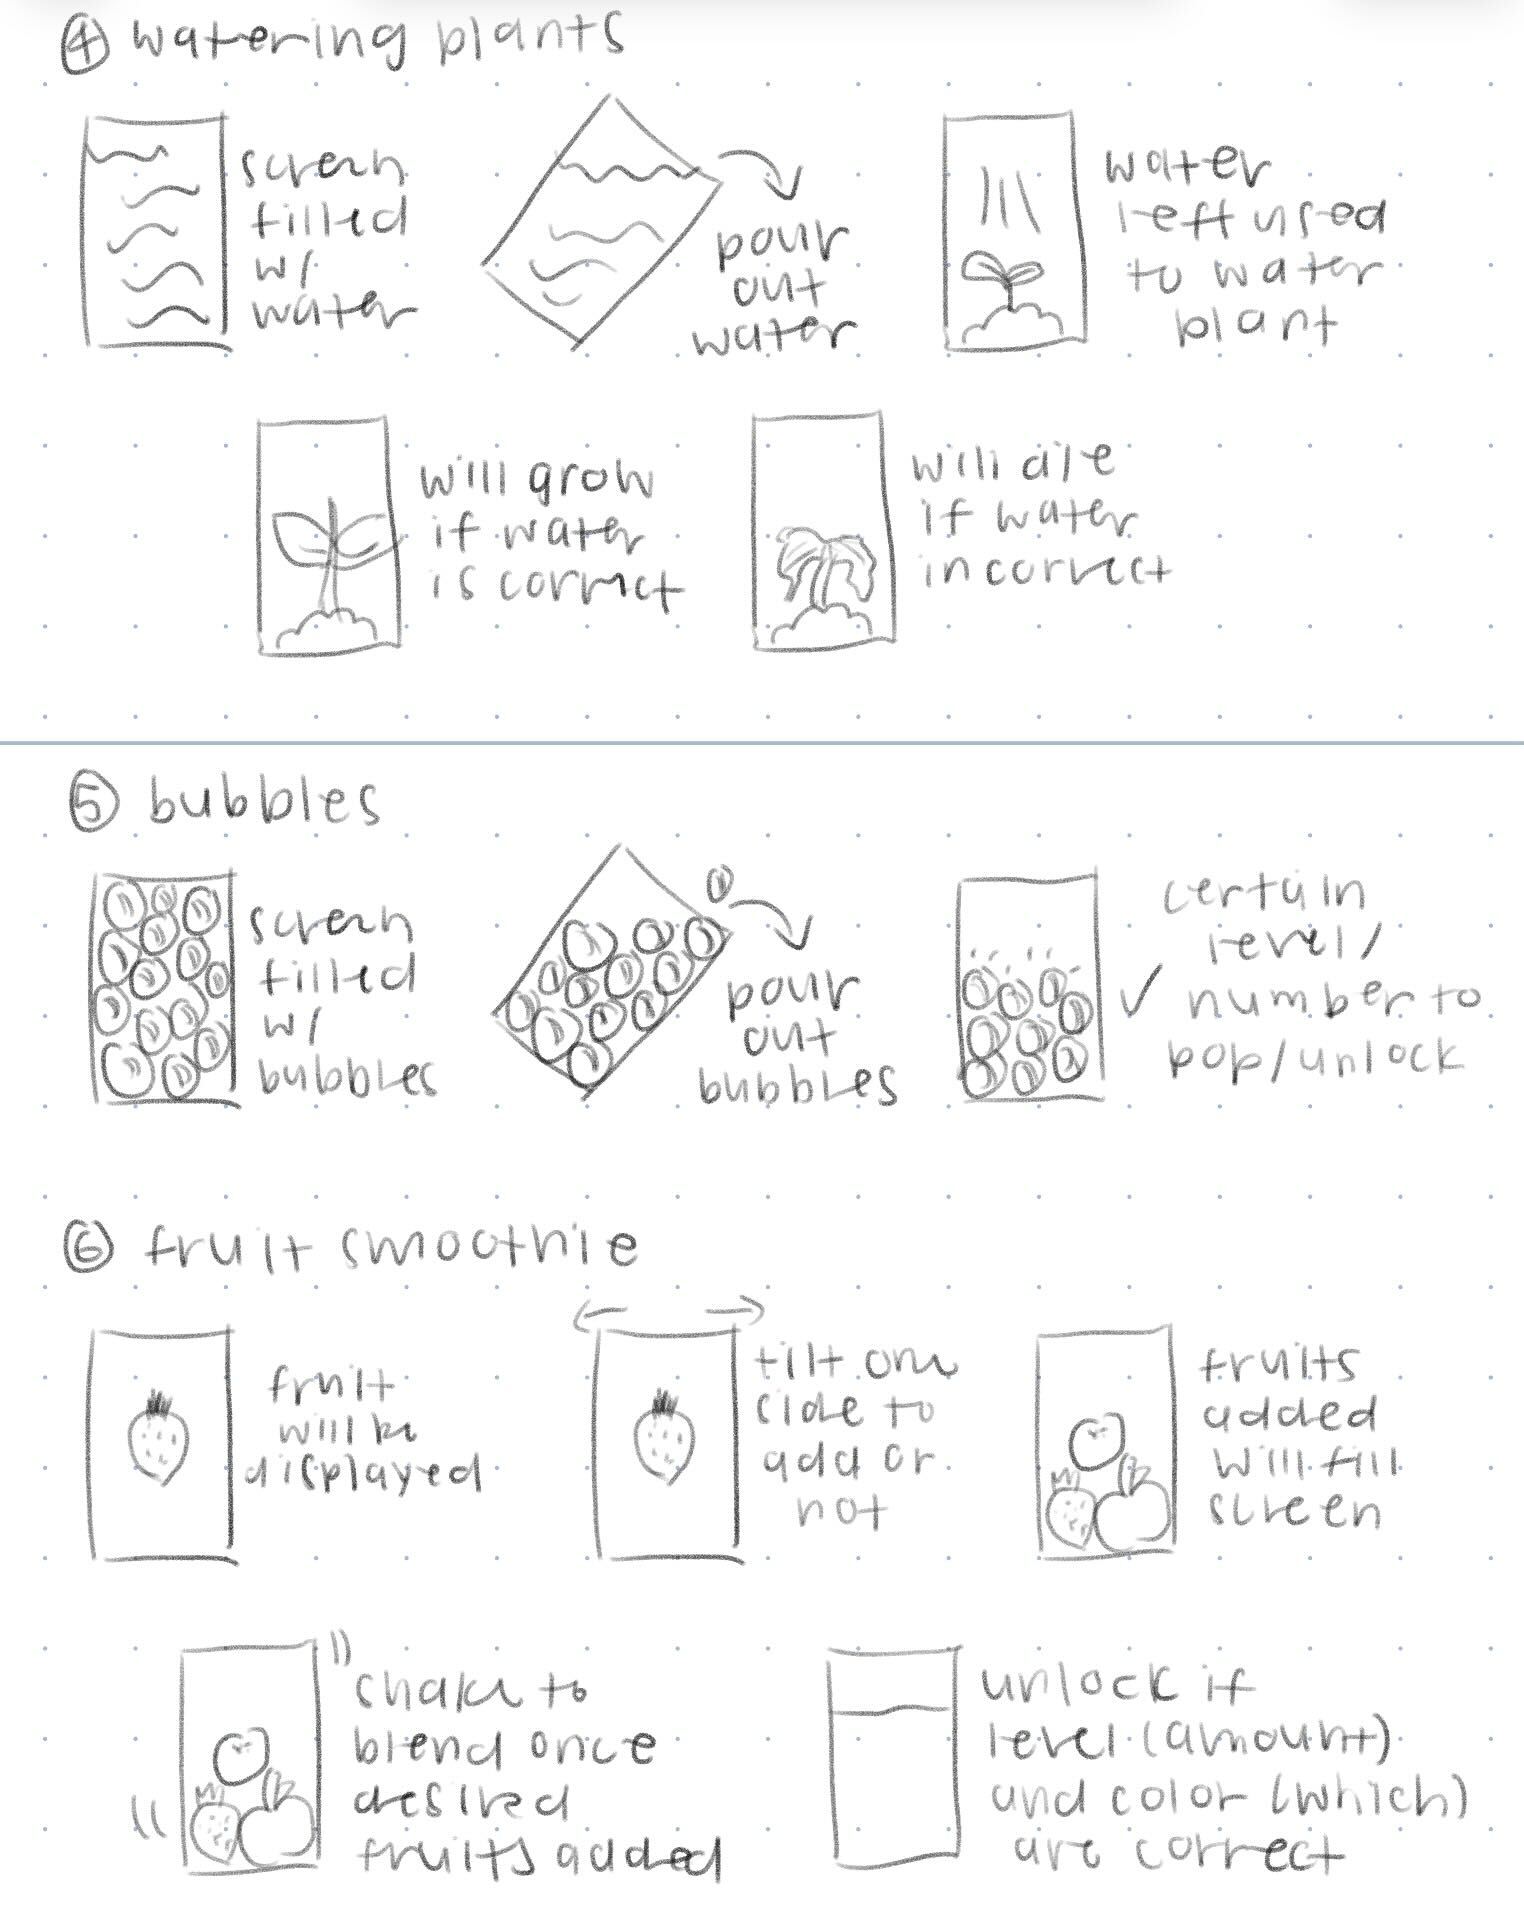 ④ watering plants
screen
filled
w/
water
pour
out
water
water
left used
to water
plant
will grow
if water
is correct
will die
if water
incorrect
⑤ bubbles
screen
filled
w/
bubbles
pour
out
bubbles
certain
level/
✓ number to
pop/unlock
⑥ fruit smoothie
fruit
will be
displayed
tilt one
side to
add or
not
fruits
added
will fill
screen
shake to
blend once
desired
fruits added
unlock if
level (amount)
and color (which)
are correct